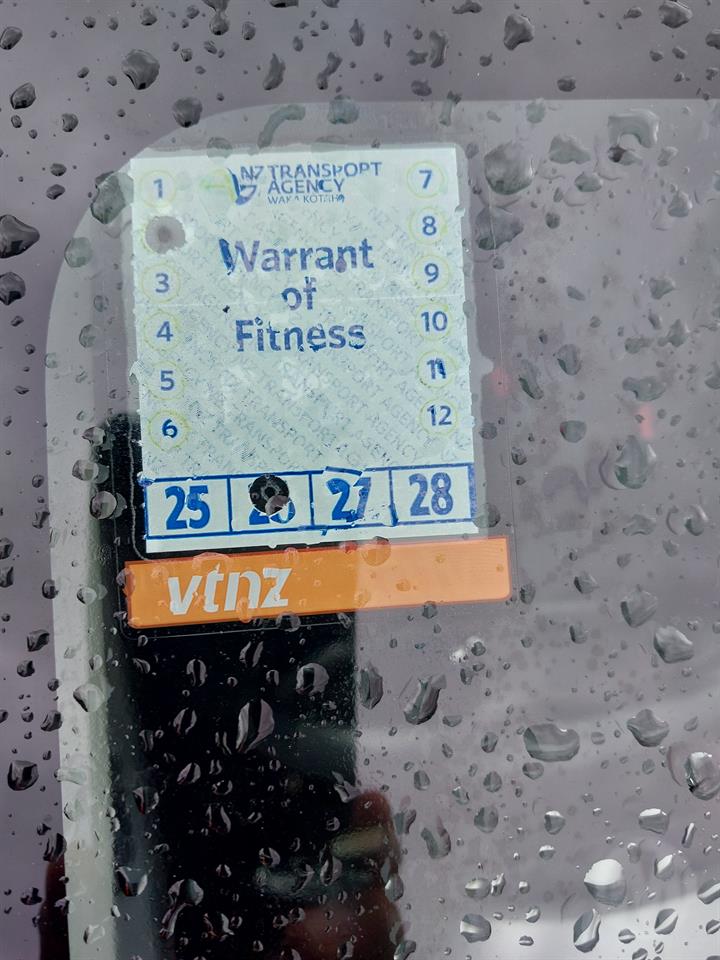 NZ TRANSPORT
AGENCY
WAKA KOTAHI
Warrant
of
Fitness
1 7
8
3 9
4 10
5 11
6 12
25 26 27 28
vtnz